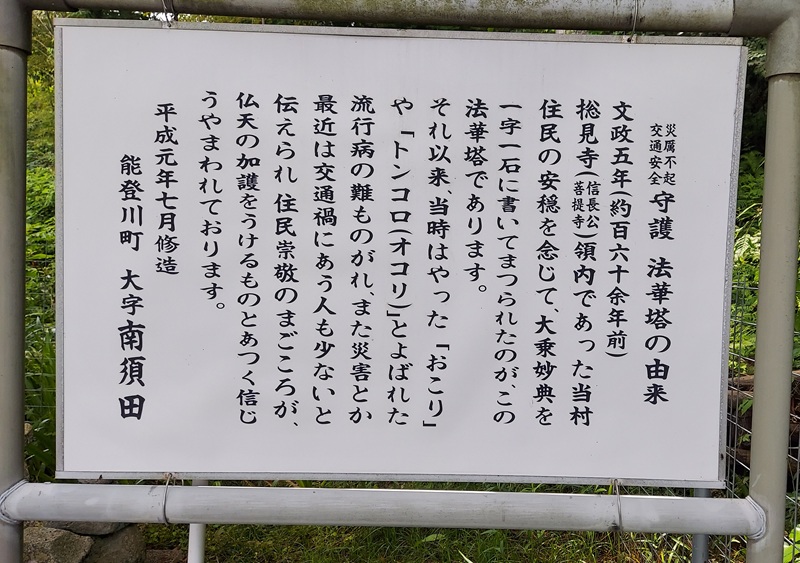 災厲不起 交通安全 守護 法華塔の由来
文政五年(約百六十余年前)
捴見寺(信長公菩提寺)領内であった当村
住民の安穏を念じて、大乗妙典を
一字一石に書いてまつられたのが、この
法華塔であります。
それ以来、当時はやった「おこり」
や「トンコロ(オコリ)」とよばれた
流行病の難ものがれ、また災害とか
最近は交通禍にあう人も少ないと
伝えられ 住民崇敬のまごころが、
仏天の加護をうけるものとあつく信じ
うやまわれております。
平成元年七月修造
能登川町 大字南須田